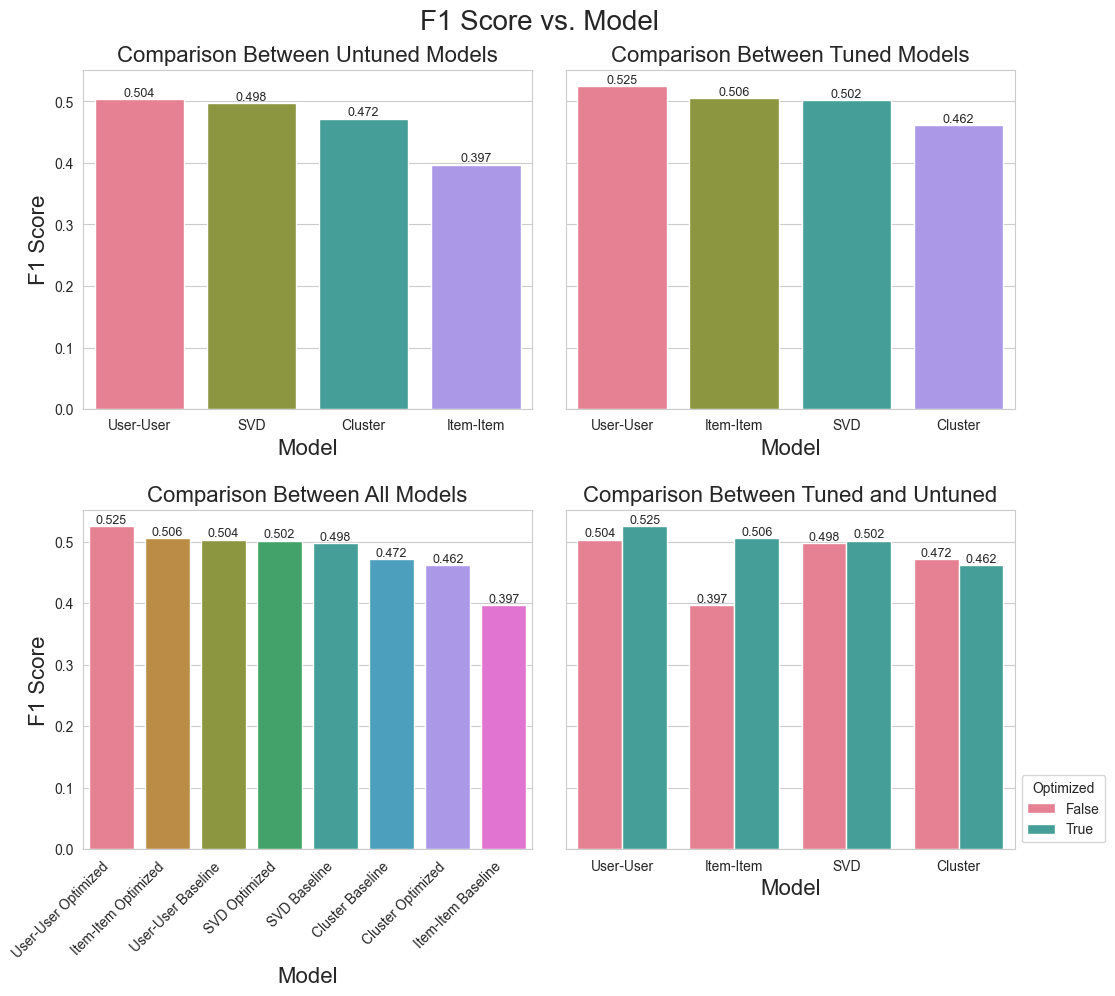 F1 Score vs. Model
Comparison Between Untuned Models
F1 Score
0.5
0.4
0.3
0.2
0.1
0.0
0.504
0.498
0.472
0.397
User-User
SVD
Cluster
Item-Item
Model
Comparison Between Tuned Models
0.525
0.506
0.502
0.462
User-User
Item-Item
SVD
Cluster
Model
Comparison Between All Models
F1 Score
0.5
0.4
0.3
0.2
0.1
0.0
0.525
0.506
0.504
0.502
0.498
0.472
0.462
0.397
User-User Optimized
Item-Item Optimized
User-User Baseline
SVD Optimized
SVD Baseline
Cluster Baseline
Cluster Optimized
Item-Item Baseline
Model
Comparison Between Tuned and Untuned
0.504
0.525
0.397
0.506
0.498
0.502
0.472
0.462
User-User
Item-Item
SVD
Cluster
Model
Optimized
False
True